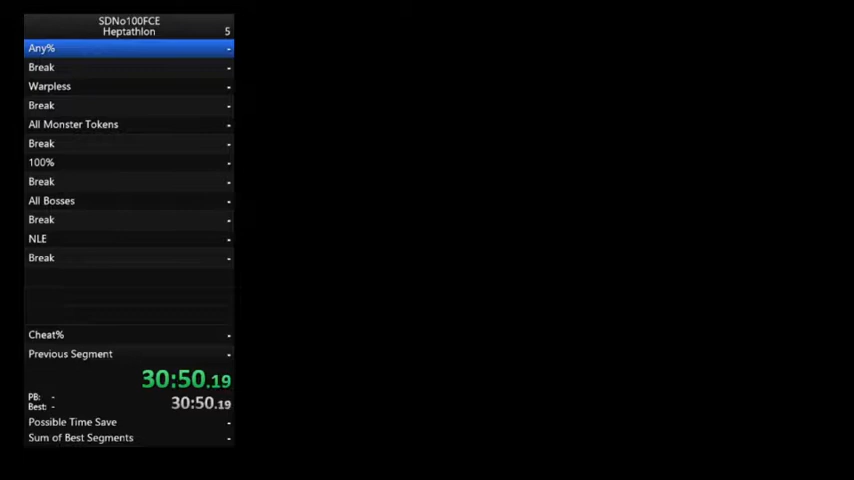 SDNo100FCE
Heptathlon 5
Any% -
Break -
Warpless -
Break -
All Monster Tokens -
Break -
100% -
Break -
All Bosses -
Break -
NLE -
Break -
Cheat% -
Previous Segment -
30:50.19
PB: -
Best: - 30:50.19
Possible Time Save -
Sum of Best Segments -